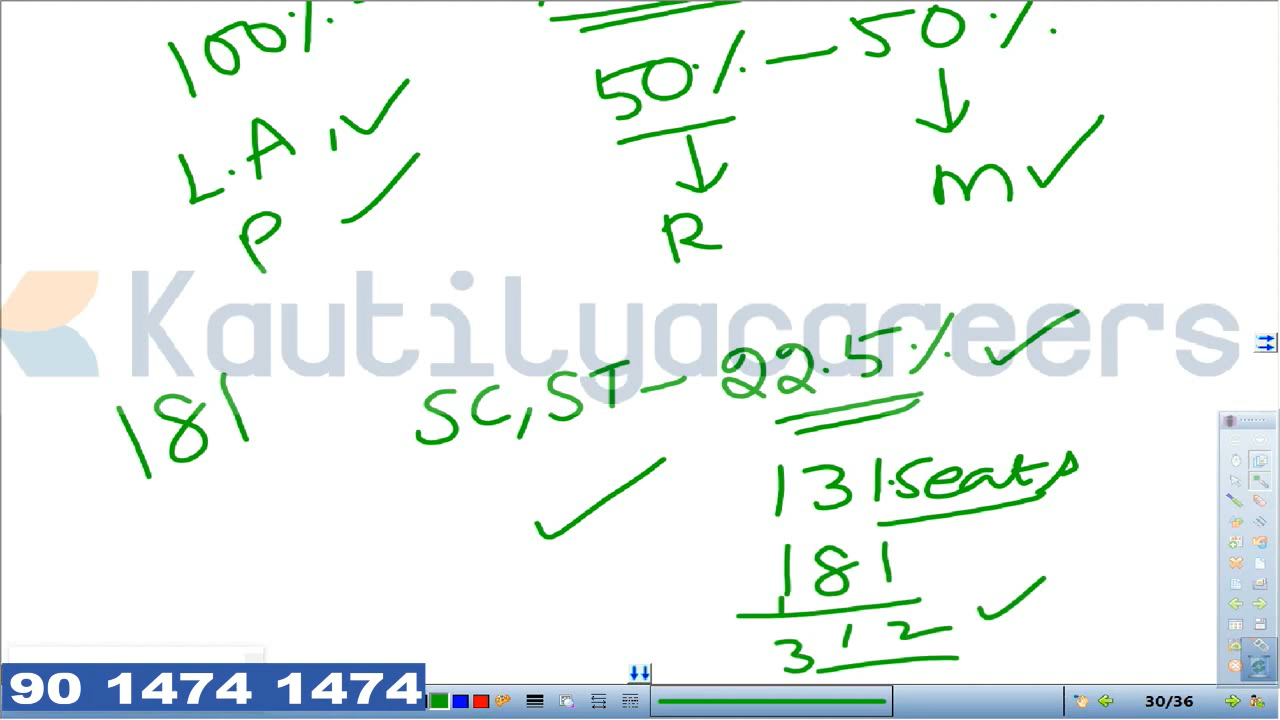 100%
50% — 50%
L.A
P
R
m
Kautilyacareers
181
SC, ST — 22.5%
131 seats
181
312
90 1474 1474
30/36